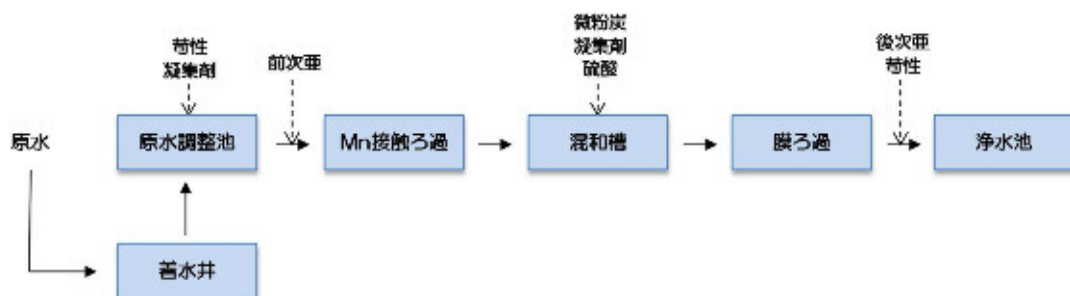 苛性
凝集剤
前次亜
微粉炭
凝集剤
硫酸
後次亜
苛性
原水
原水調整池
Mn接触ろ過
混和槽
膜ろ過
浄水池
着水井